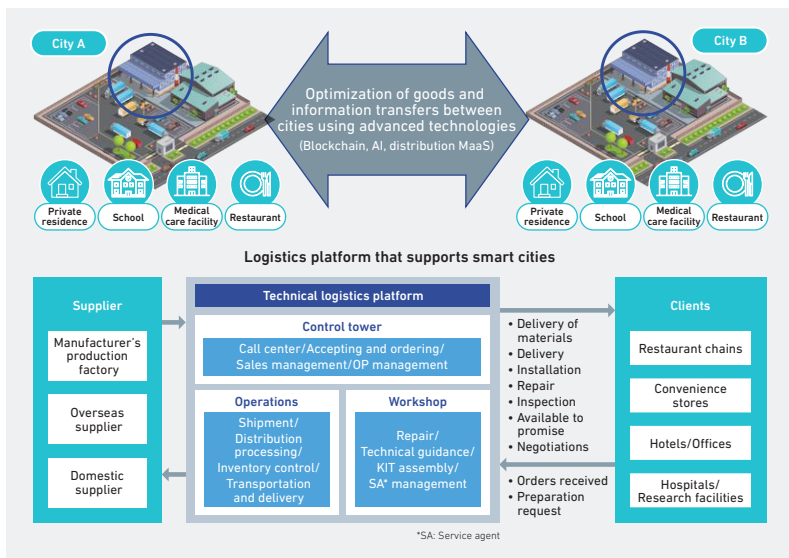 City A
City B
Optimization of goods and
information transfers between
cities using advanced technologies
(Blockchain, AI, distribution MaaS)
Private
residence
School
Medical
care facility
Restaurant
Private
residence
School
Medical
care facility
Restaurant
Logistics platform that supports smart cities
Supplier
Manufacturer's
production
factory
Overseas
supplier
Domestic
supplier
Technical logistics platform
Control tower
Call center/Accepting and ordering/
Sales management/OP management
Operations
Shipment/
Distribution
processing/
Inventory control/
Transportation
and delivery
Workshop
Repair/
Technical guidance/
KIT assembly/
SA* management
• Delivery of
materials
• Delivery
• Installation
• Repair
• Inspection
• Available to
promise
• Negotiations
• Orders received
• Preparation
request
Clients
Restaurant chains
Convenience
stores
Hotels/Offices
Hospitals/
Research facilities
*SA: Service agent